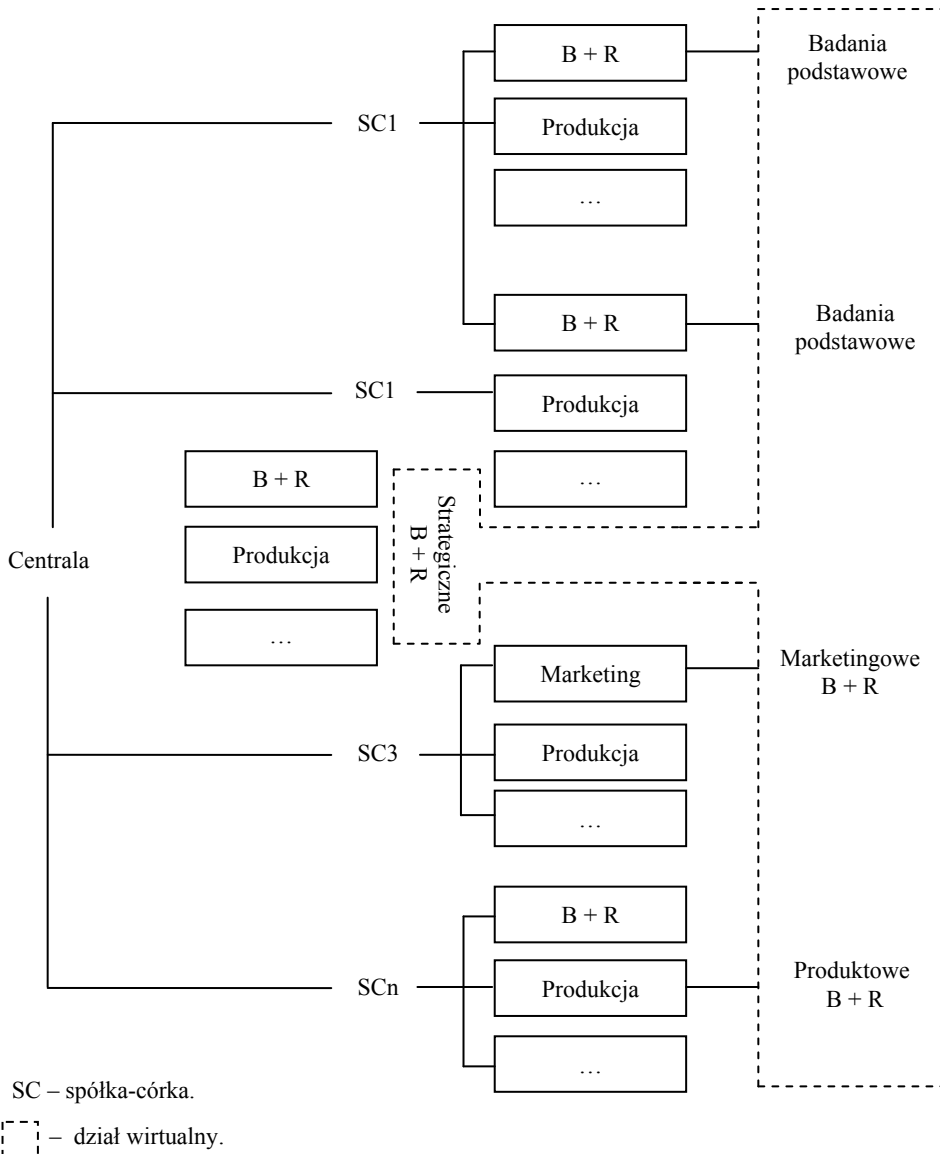 B + R
Badania
podstawowe
SC1
Produkcja
…
B + R
Badania
podstawowe
SC1
Produkcja
…
B + R
Strategiczne
B + R
Produkcja
Centrala
…
Marketing
Marketingowe
B + R
SC3
Produkcja
…
B + R
SCn
Produkcja
Produktowe
B + R
…
SC – spółka-córka.
– dział wirtualny.